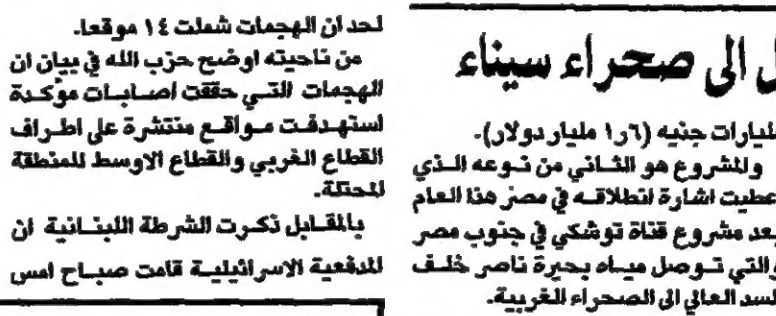 ل الى صحراء سيناء
مليارات جنيه (٦ر١ مليار دولار).
والمشروع هو الثاني من نوعه الذي
اعطيت اشارة انطلاقه في مصر هذا العام
بعد مشروع قناة توشكي في جنوب مصر
والتي توصل مياه بحيرة ناصر خلف
السد العالي الى الصحراء الغربية.
لحد ان الهجمات شملت ١٤ موقعا.
من ناحيته اوضح حزب الله في بيان ان
الهجمات التي حققت اصابات مؤكدة
استهدفت مواقع منتشرة على اطراف
القطاع الغربي والقطاع الاوسط للمنطقة
المحتلة.
بالمقابل ذكرت الشرطة اللبنانية ان
المدفعية الاسرائيلية قامت صباح امس